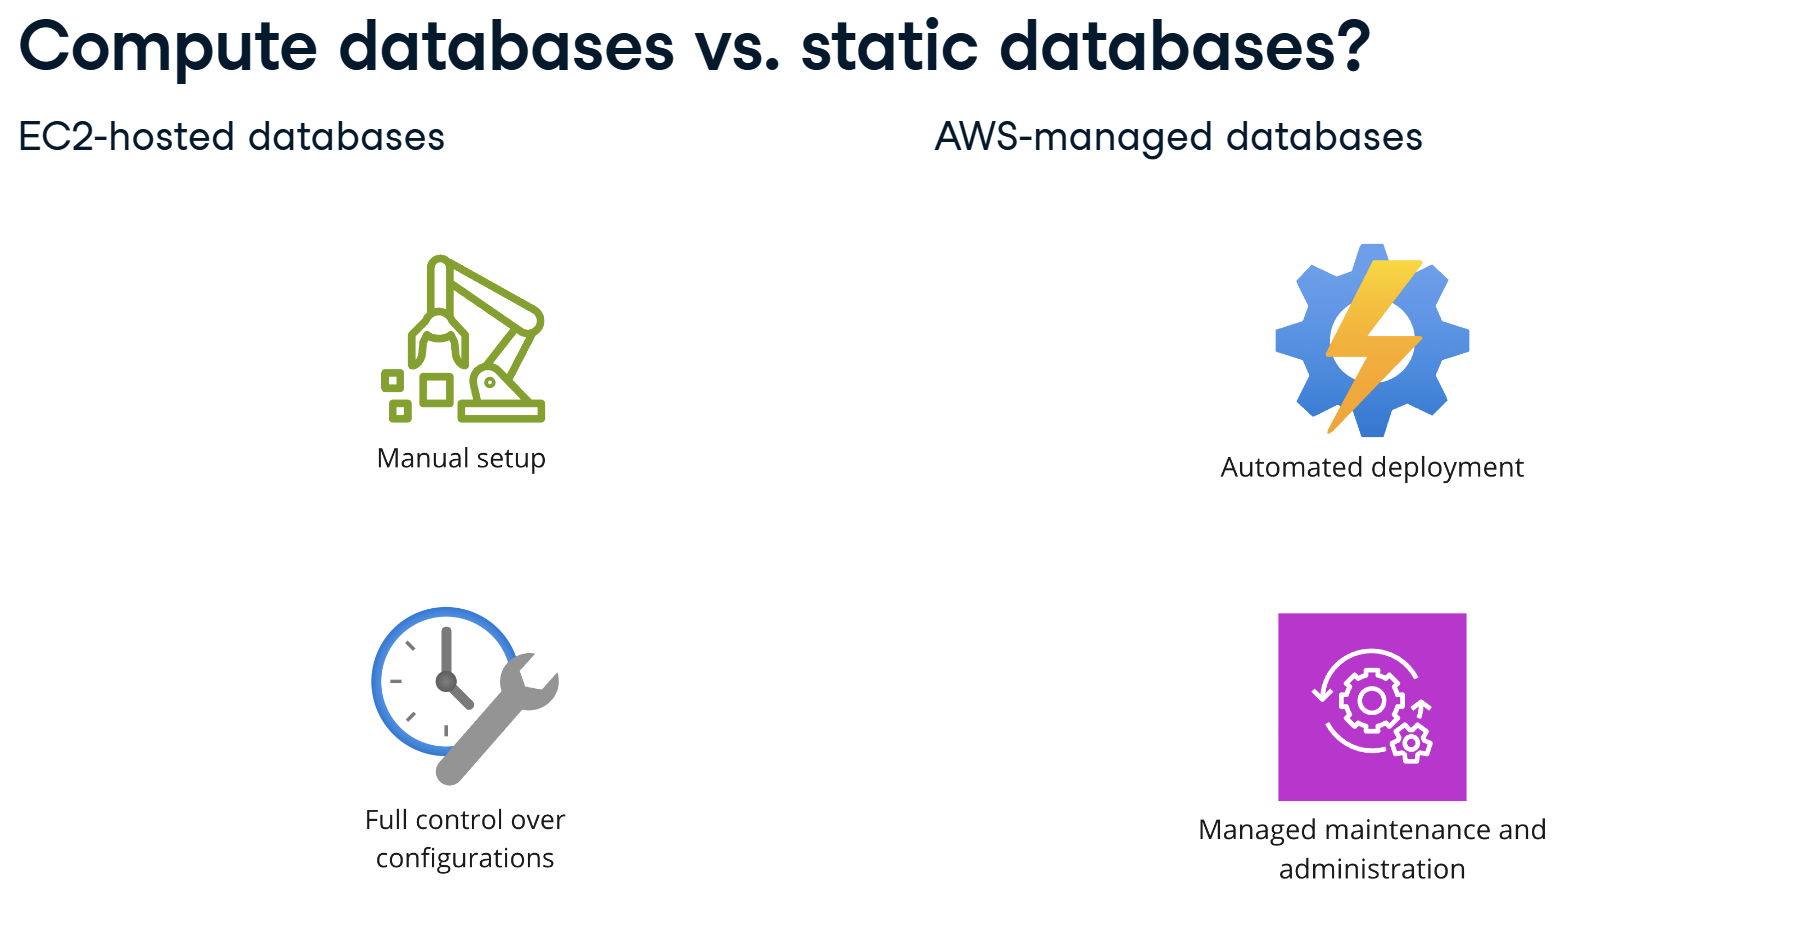 Compute databases vs. static databases?
EC2-hosted databases
Manual setup
Full control over
configurations
AWS-managed databases
Automated deployment
Managed maintenance and
administration